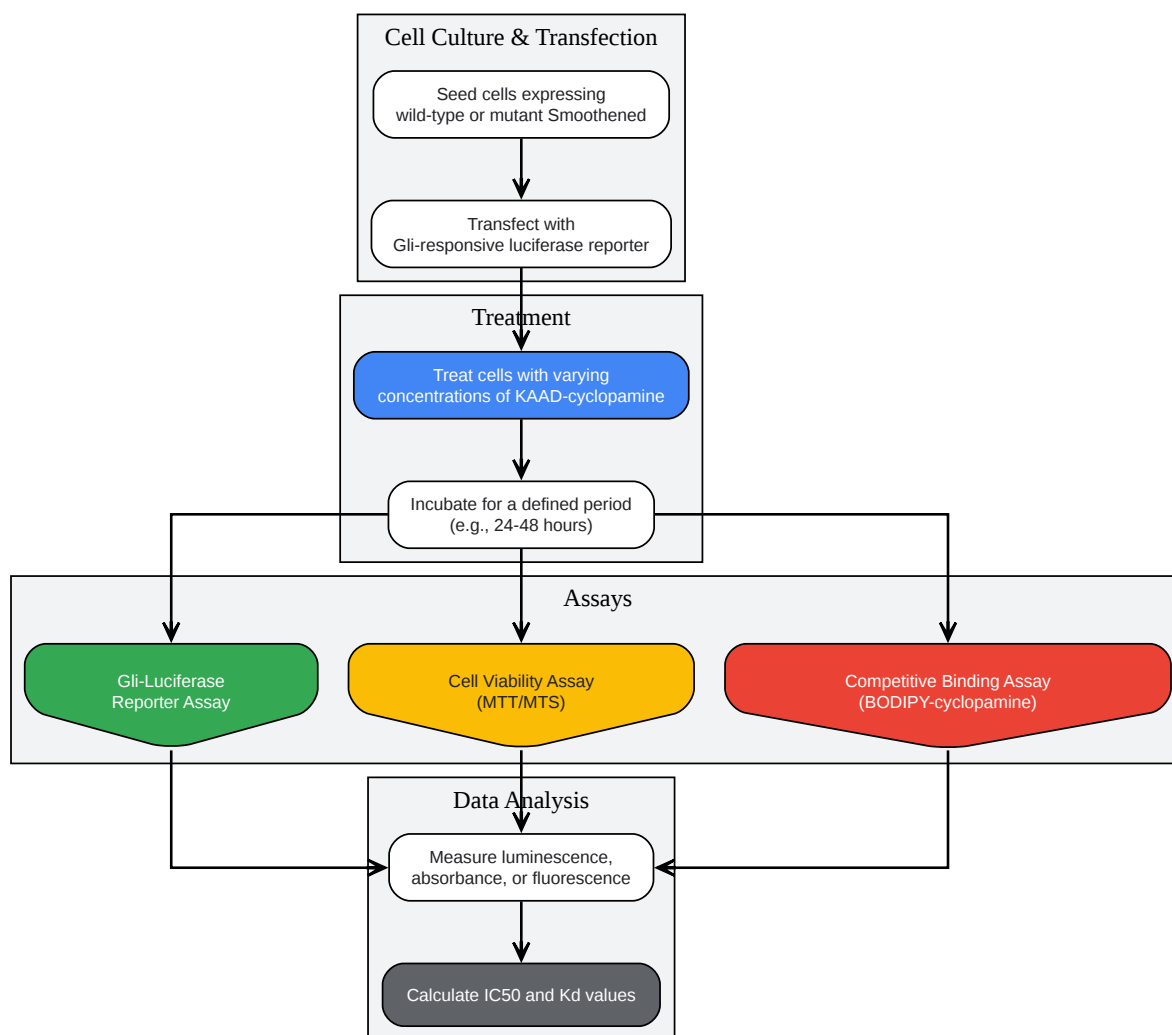 Cell Culture & Transfection
Seed cells expressing
wild-type or mutant Smoothened
Transfect with
Gli-responsive luciferase reporter
Treatment
Treat cells with varying
concentrations of KAAD-cyclopamine
Incubate for a defined period
(e.g., 24-48 hours)
Assays
Gli-Luciferase
Reporter Assay
Cell Viability Assay
(MTT/MTS)
Competitive Binding Assay
(BODIPY-cyclopamine)
Data Analysis
Measure luminescence,
absorbance, or fluorescence
Calculate IC50 and Kd values